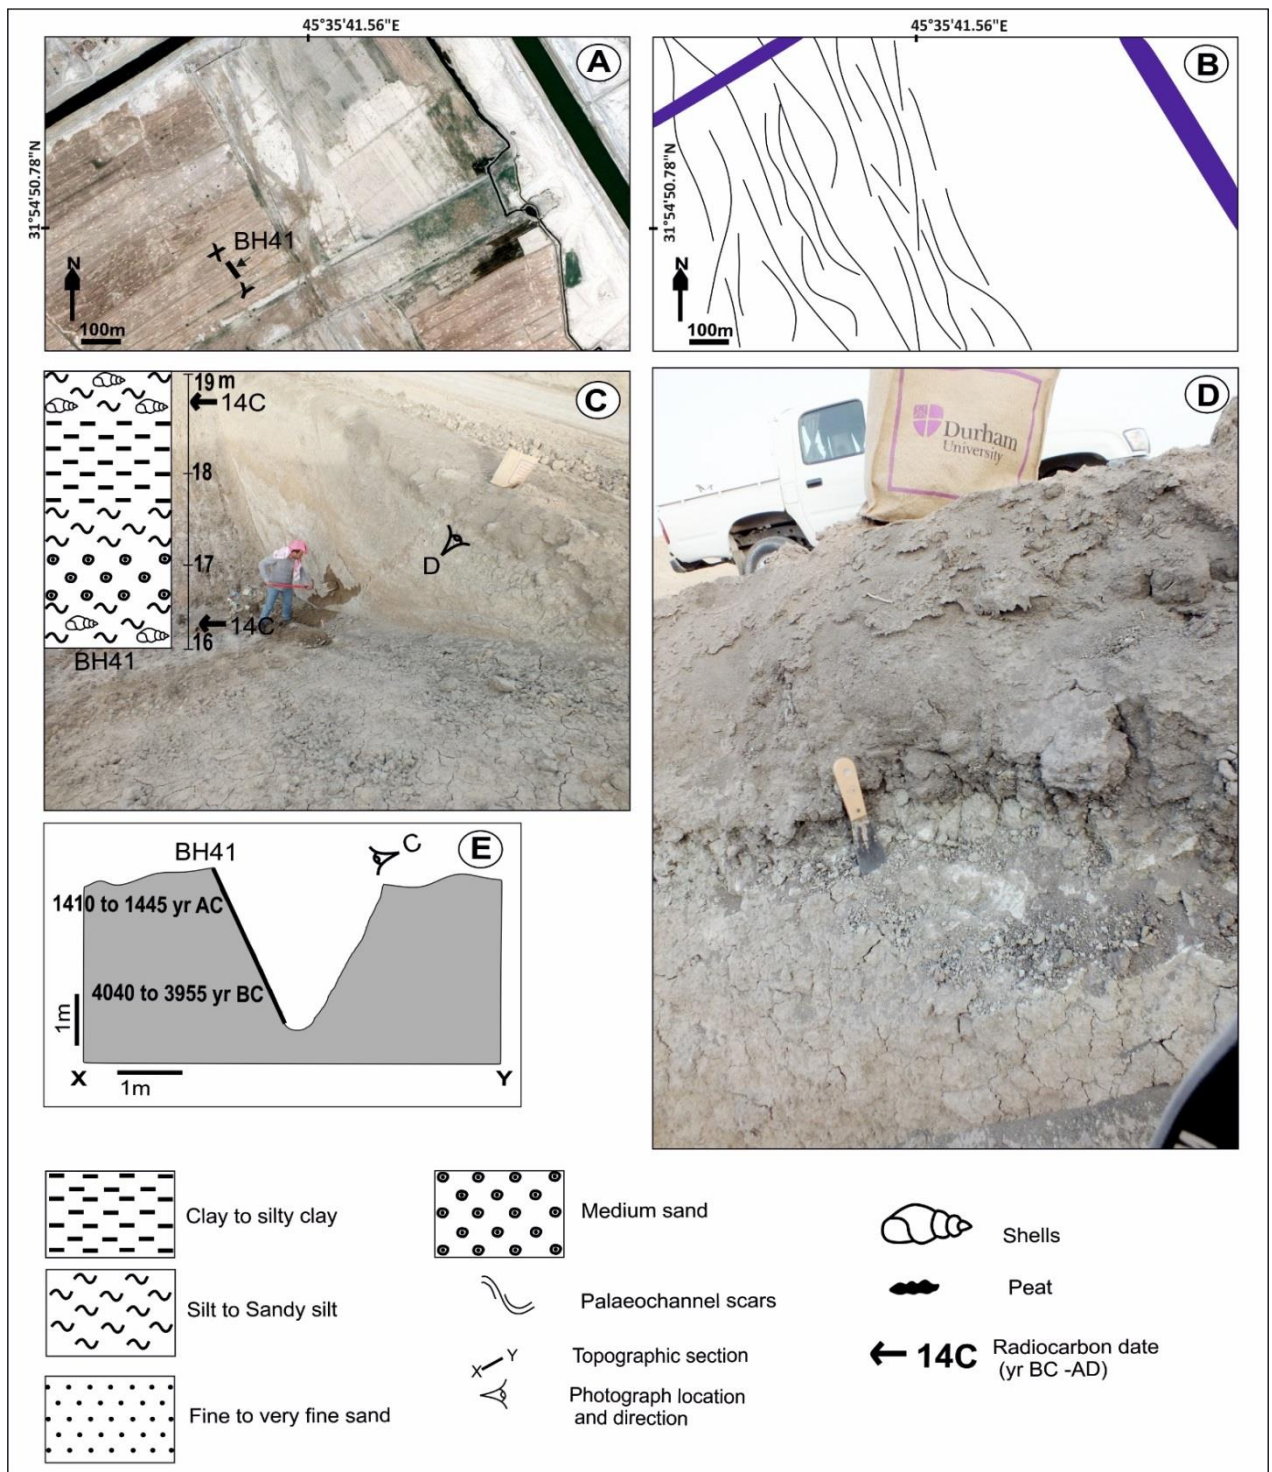 45°35'41.56"E
45°35'41.56"E
A
B
31°54'50.78"N
31°54'50.78"N
X
BH41
Y
N
100m
N
100m
C
D
19 m
14C
18
17
D
14C
16
BH41
Durham
University
E
BH41
C
1410 to 1445 yr AC
4040 to 3955 yr BC
1m
X
1m
Y
Clay to silty clay
Medium sand
Shells
Silt to Sandy silt
Palaeochannel scars
Peat
X Y
Topographic section
14C
Radiocarbon date
(yr BC -AD)
Fine to very fine sand
Photograph location
and direction